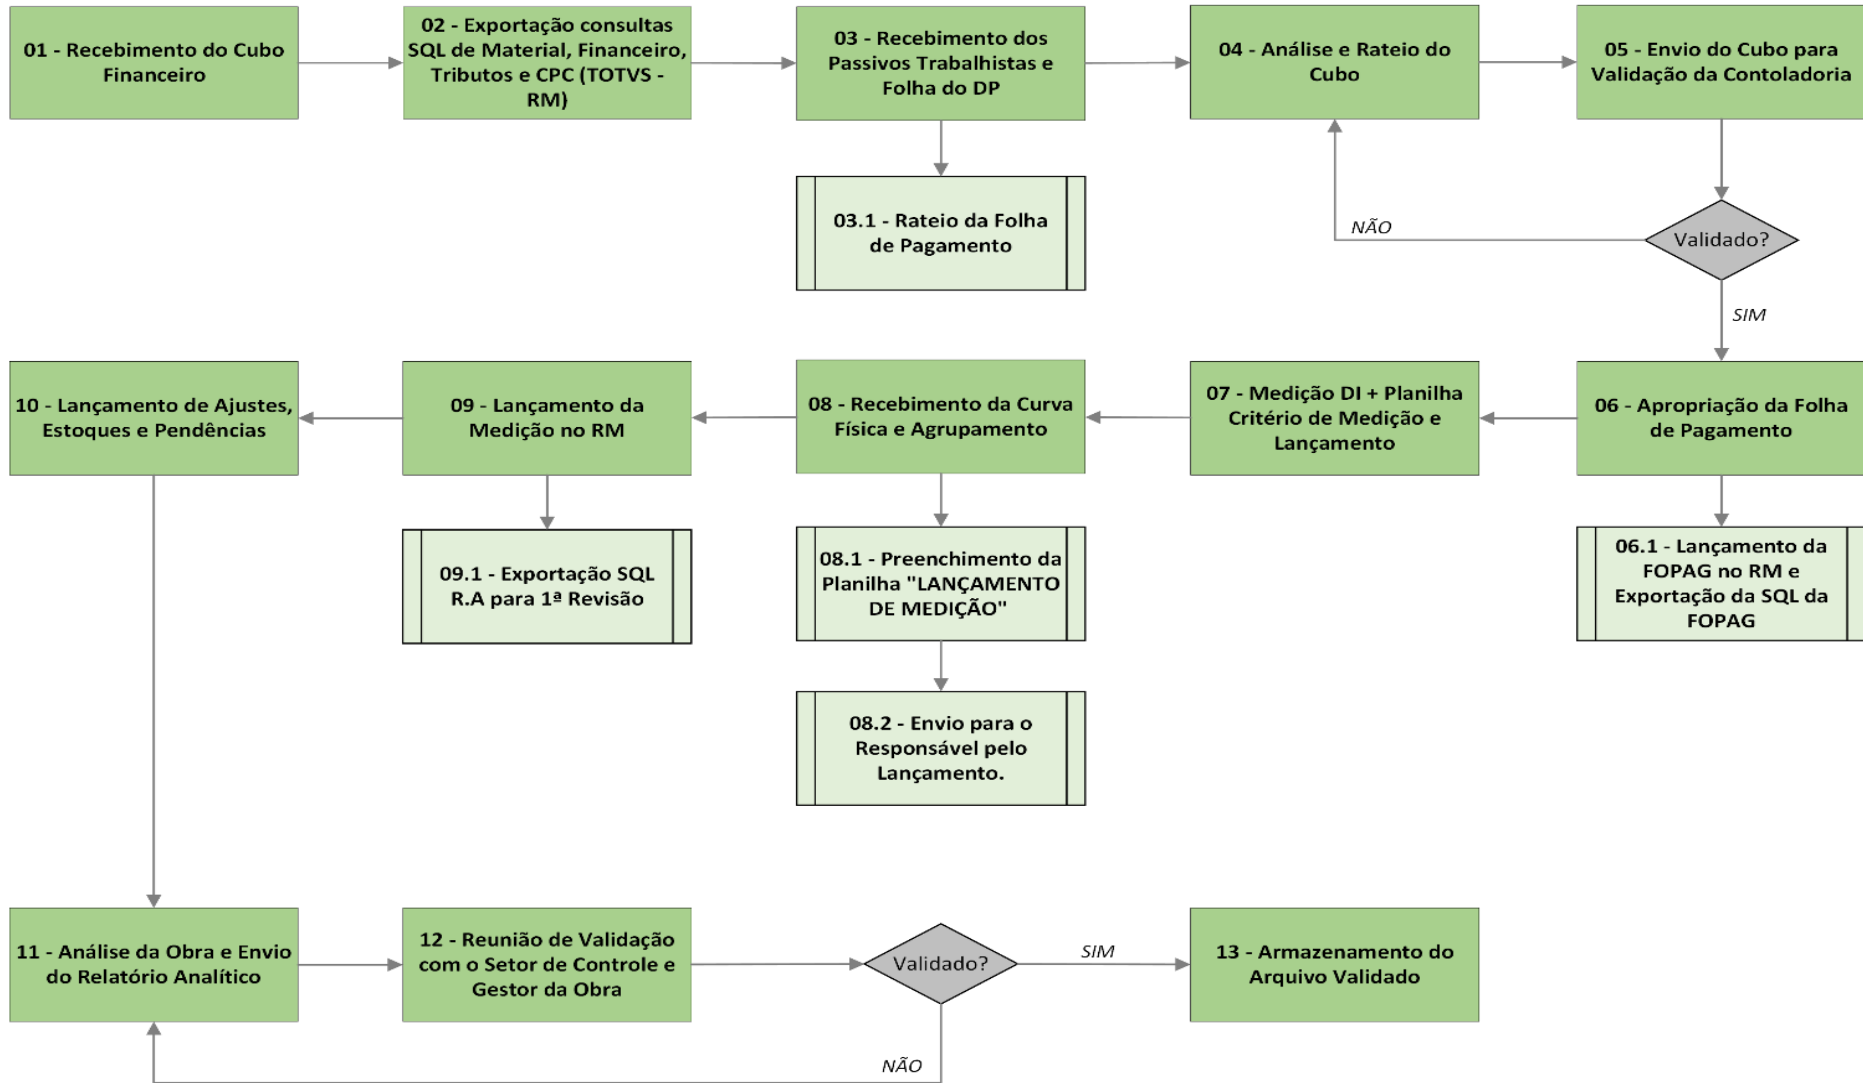 01 - Recebimento do Cubo
Financeiro
02 - Exportação consultas
SQL de Material, Financeiro,
Tributos e CPC (TOTVS -
RM)
03 - Recebimento dos
Passivos Trabalhistas e
Folha do DP
04 - Análise e Rateio do
Cubo
05 - Envio do Cubo para
Validação da Contoladoria
03.1 - Rateio da Folha
de Pagamento
NÃO
Validado?
SIM
10 - Lançamento de Ajustes,
Estoques e Pendências
09 - Lançamento da
Medição no RM
08 - Recebimento da Curva
Física e Agrupamento
07 - Medição DI + Planilha
Critério de Medição e
Lançamento
06 - Apropriação da Folha
de Pagamento
09.1 - Exportação SQL
R.A para 1ª Revisão
08.1 - Preenchimento da
Planilha "LANÇAMENTO
DE MEDIÇÃO"
06.1 - Lançamento da
FOPAG no RM e
Exportação da SQL da
FOPAG
08.2 - Envio para o
Responsável pelo
Lançamento.
11 - Análise da Obra e Envio
do Relatório Analítico
12 - Reunião de Validação
com o Setor de Controle e
Gestor da Obra
Validado?
SIM
13 - Armazenamento do
Arquivo Validado
NÃO